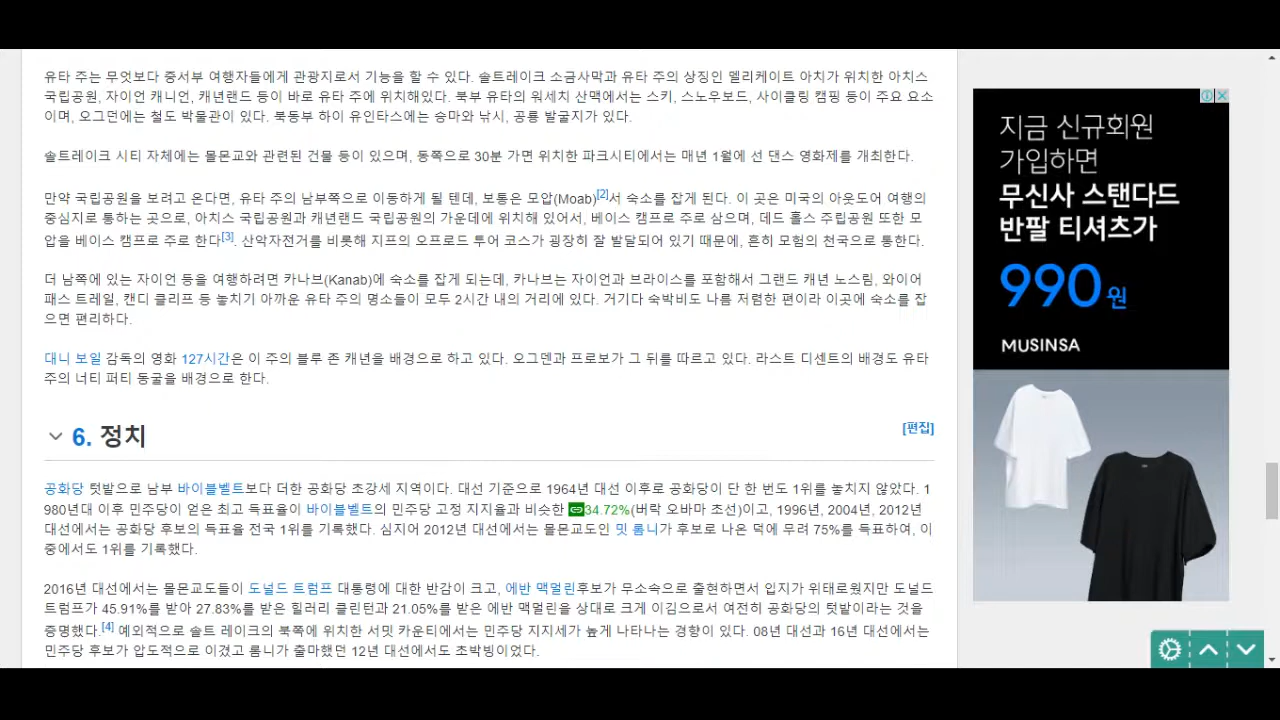 유타 주는 무엇보다 중서부 여행자들에게 관광지로서 기능을 할 수 있다. 솔트레이크 소금사막과 유타 주의 상징인 델리케이트 아치가 위치한 아치스
국립공원, 자이언 캐니언, 캐년랜드 등이 바로 유타 주에 위치해있다. 북부 유타의 워세치 산맥에서는 스키, 스노우보드, 사이클링 캠핑 등이 주요 요소
이며, 오그던에는 철도 박물관이 있다. 북동부 하이 유인타스에는 승마와 낚시, 공룡 발굴지가 있다.
솔트레이크 시티 자체에는 몰몬교와 관련된 건물 등이 있으며, 동쪽으로 30분 가면 위치한 파크시티에서는 매년 1월에 선 댄스 영화제를 개최한다.
만약 국립공원을 보려고 온다면, 유타 주의 남부쪽으로 이동하게 될 텐데, 보통은 모압(Moab)[2]서 숙소를 잡게 된다. 이 곳은 미국의 아웃도어 여행의
중심지로 통하는 곳으로, 아치스 국립공원과 캐년랜드 국립공원의 가운데에 위치해 있어서, 베이스 캠프로 주로 삼으며, 데드 홀스 주립공원 또한 모
압을 베이스 캠프로 주로 한다[3]. 산악자전거를 비롯해 지프의 오프로드 투어 코스가 굉장히 잘 발달되어 있기 때문에, 흔히 모험의 천국으로 통한다.
더 남쪽에 있는 자이언 등을 여행하려면 카나브(Kanab)에 숙소를 잡게 되는데, 카나브는 자이언과 브라이스를 포함해서 그랜드 캐년 노스림, 와이어
패스 트레일, 캔디 클리프 등 놓치기 아까운 유타 주의 명소들이 모두 2시간 내의 거리에 있다. 거기다 숙박비도 나름 저렴한 편이라 이곳에 숙소를 잡
으면 편리하다.
대니 보일 감독의 영화 127시간은 이 주의 블루 존 캐년을 배경으로 하고 있다. 오그덴과 프로보가 그 뒤를 따르고 있다. 라스트 디센트의 배경도 유타
주의 너티 퍼티 동굴을 배경으로 한다.
6. 정치
[편집]
공화당 텃밭으로 남부 바이블벨트보다 더한 공화당 초강세 지역이다. 대선 기준으로 1964년 대선 이후로 공화당이 단 한 번도 1위를 놓치지 않았다. 1
980년대 이후 민주당이 얻은 최고 득표율이 바이블벨트의 민주당 고정 지지율과 비슷한 34.72%(버락 오바마 초선)이고, 1996년, 2004년, 2012년
대선에서는 공화당 후보의 득표율 전국 1위를 기록했다. 심지어 2012년 대선에서는 몰몬교도인 밋 롬니가 후보로 나온 덕에 무려 75%를 득표하여, 이
중에서도 1위를 기록했다.
2016년 대선에서는 몰몬교도들이 도널드 트럼프 대통령에 대한 반감이 크고, 에반 맥멀린후보가 무소속으로 출현하면서 입지가 위태로웠지만 도널드
트럼프가 45.91%를 받아 27.83%를 받은 힐러리 클린턴과 21.05%를 받은 에반 맥멀린을 상대로 크게 이김으로서 여전히 공화당의 텃밭이라는 것을
증명했다.[4] 예외적으로 솔트 레이크의 북쪽에 위치한 서밋 카운티에서는 민주당 지지세가 높게 나타나는 경향이 있다. 08년 대선과 16년 대선에서는
민주당 후보가 압도적으로 이겼고 롬니가 출마했던 12년 대선에서도 초박빙이었다.
지금 신규회원
가입하면
무신사 스탠다드
반팔 티셔츠가
990원
MUSINSA